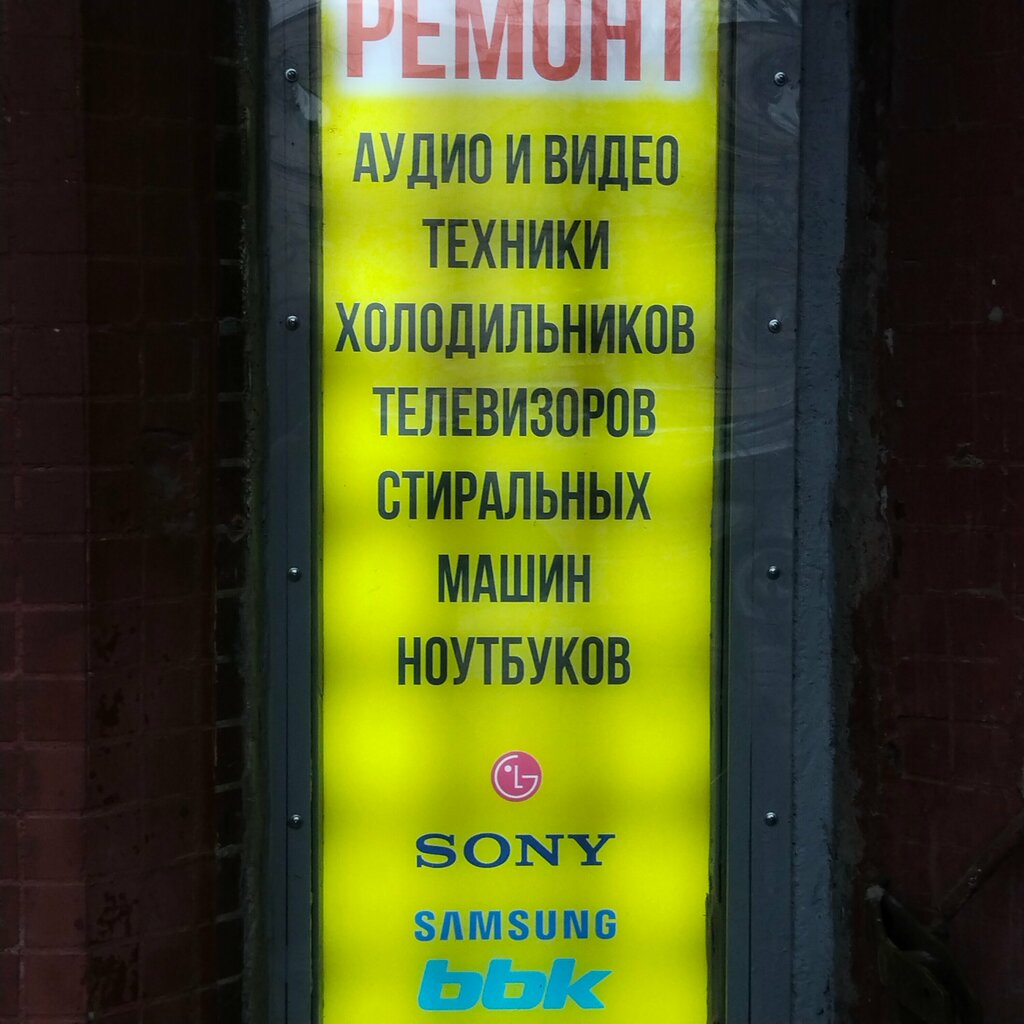 РЕМОНТ
АУДИО И ВИДЕО
ТЕХНИКИ
ХОЛОДИЛЬНИКОВ
ТЕЛЕВИЗОРОВ
СТИРАЛЬНЫХ
МАШИН
НОУТБУКОВ
LG
SONY
SAMSUNG
bbk